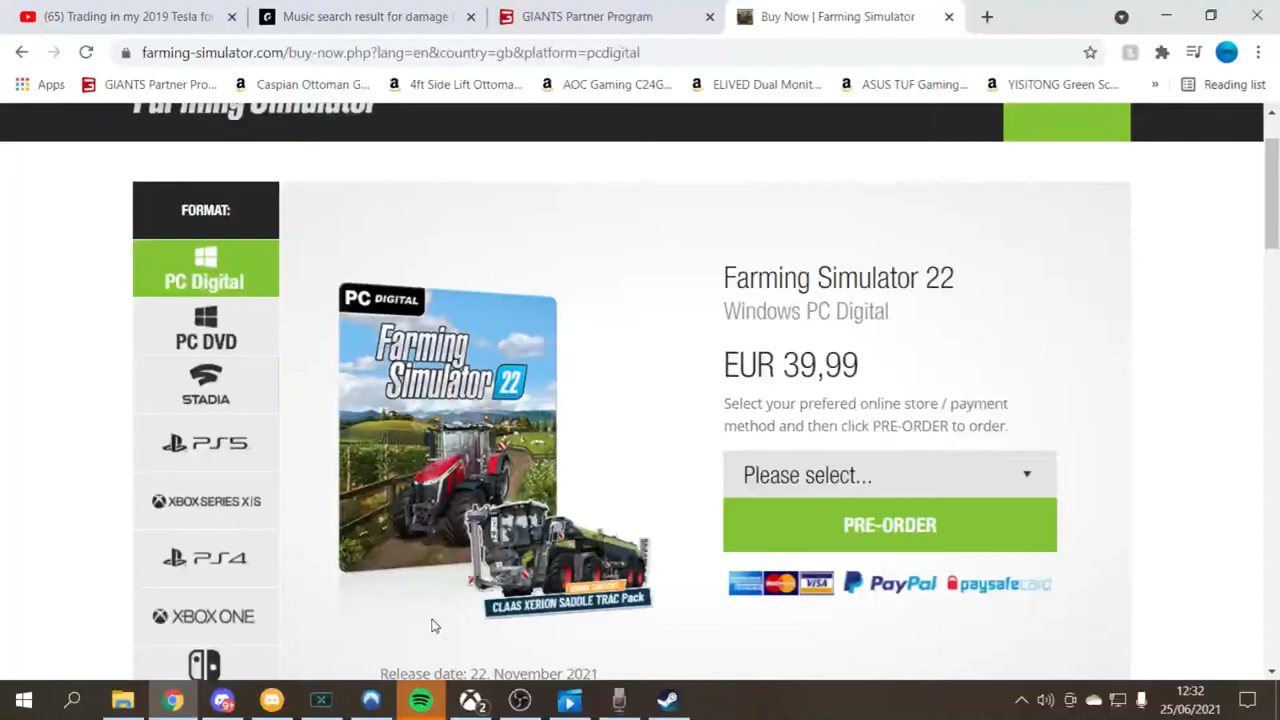 (65) Trading in my 2019 Tesla fo
Music search result for damage
GIANTS Partner Program
Buy Now | Farming Simulator
farming-simulator.com/buy-now.php?lang=en&country=gb&platform=pcdigital
Apps
GIANTS Partner Pro...
Caspian Ottoman G...
4ft Side Lift Ottoma...
AOC Gaming C24G...
ELIVED Dual Monit...
ASUS TUF Gaming...
YISITONG Green Sc...
»
Reading list
Farming Simulator
FORMAT:
PC Digital
PC DVD
STADIA
PS5
XBOX SERIES X|S
PS4
XBOX ONE
PC DIGITAL
Farming
Simulator 22
CLAAS XERION SADDLE TRAC Pack
Release date: 22. November 2021
Farming Simulator 22
Windows PC Digital
EUR 39,99
Select your prefered online store / payment
method and then click PRE-ORDER to order.
Please select...
PRE-ORDER
VISA PayPal paysafecard
9+
2
12:32
25/06/2021